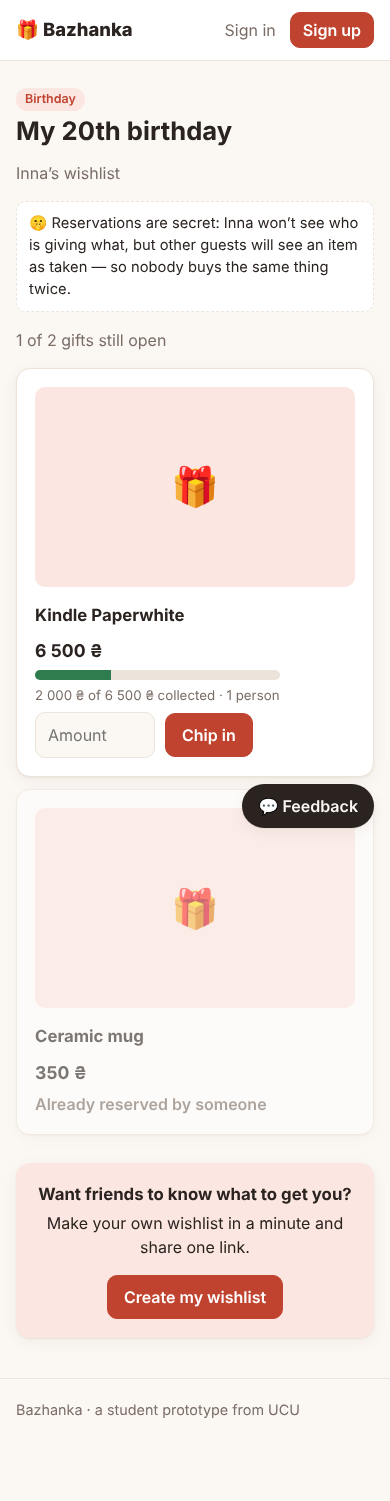 🎁 Bazhanka
Sign in
Sign up
Birthday
My 20th birthday
Inna’s wishlist
🤫 Reservations are secret: Inna won’t see who
is giving what, but other guests will see an item
as taken — so nobody buys the same thing
twice.
1 of 2 gifts still open
Kindle Paperwhite
6 500 ₴
2 000 ₴ of 6 500 ₴ collected · 1 person
Amount
Chip in
💬 Feedback
Ceramic mug
350 ₴
Already reserved by someone
Want friends to know what to get you?
Make your own wishlist in a minute and
share one link.
Create my wishlist
Bazhanka · a student prototype from UCU